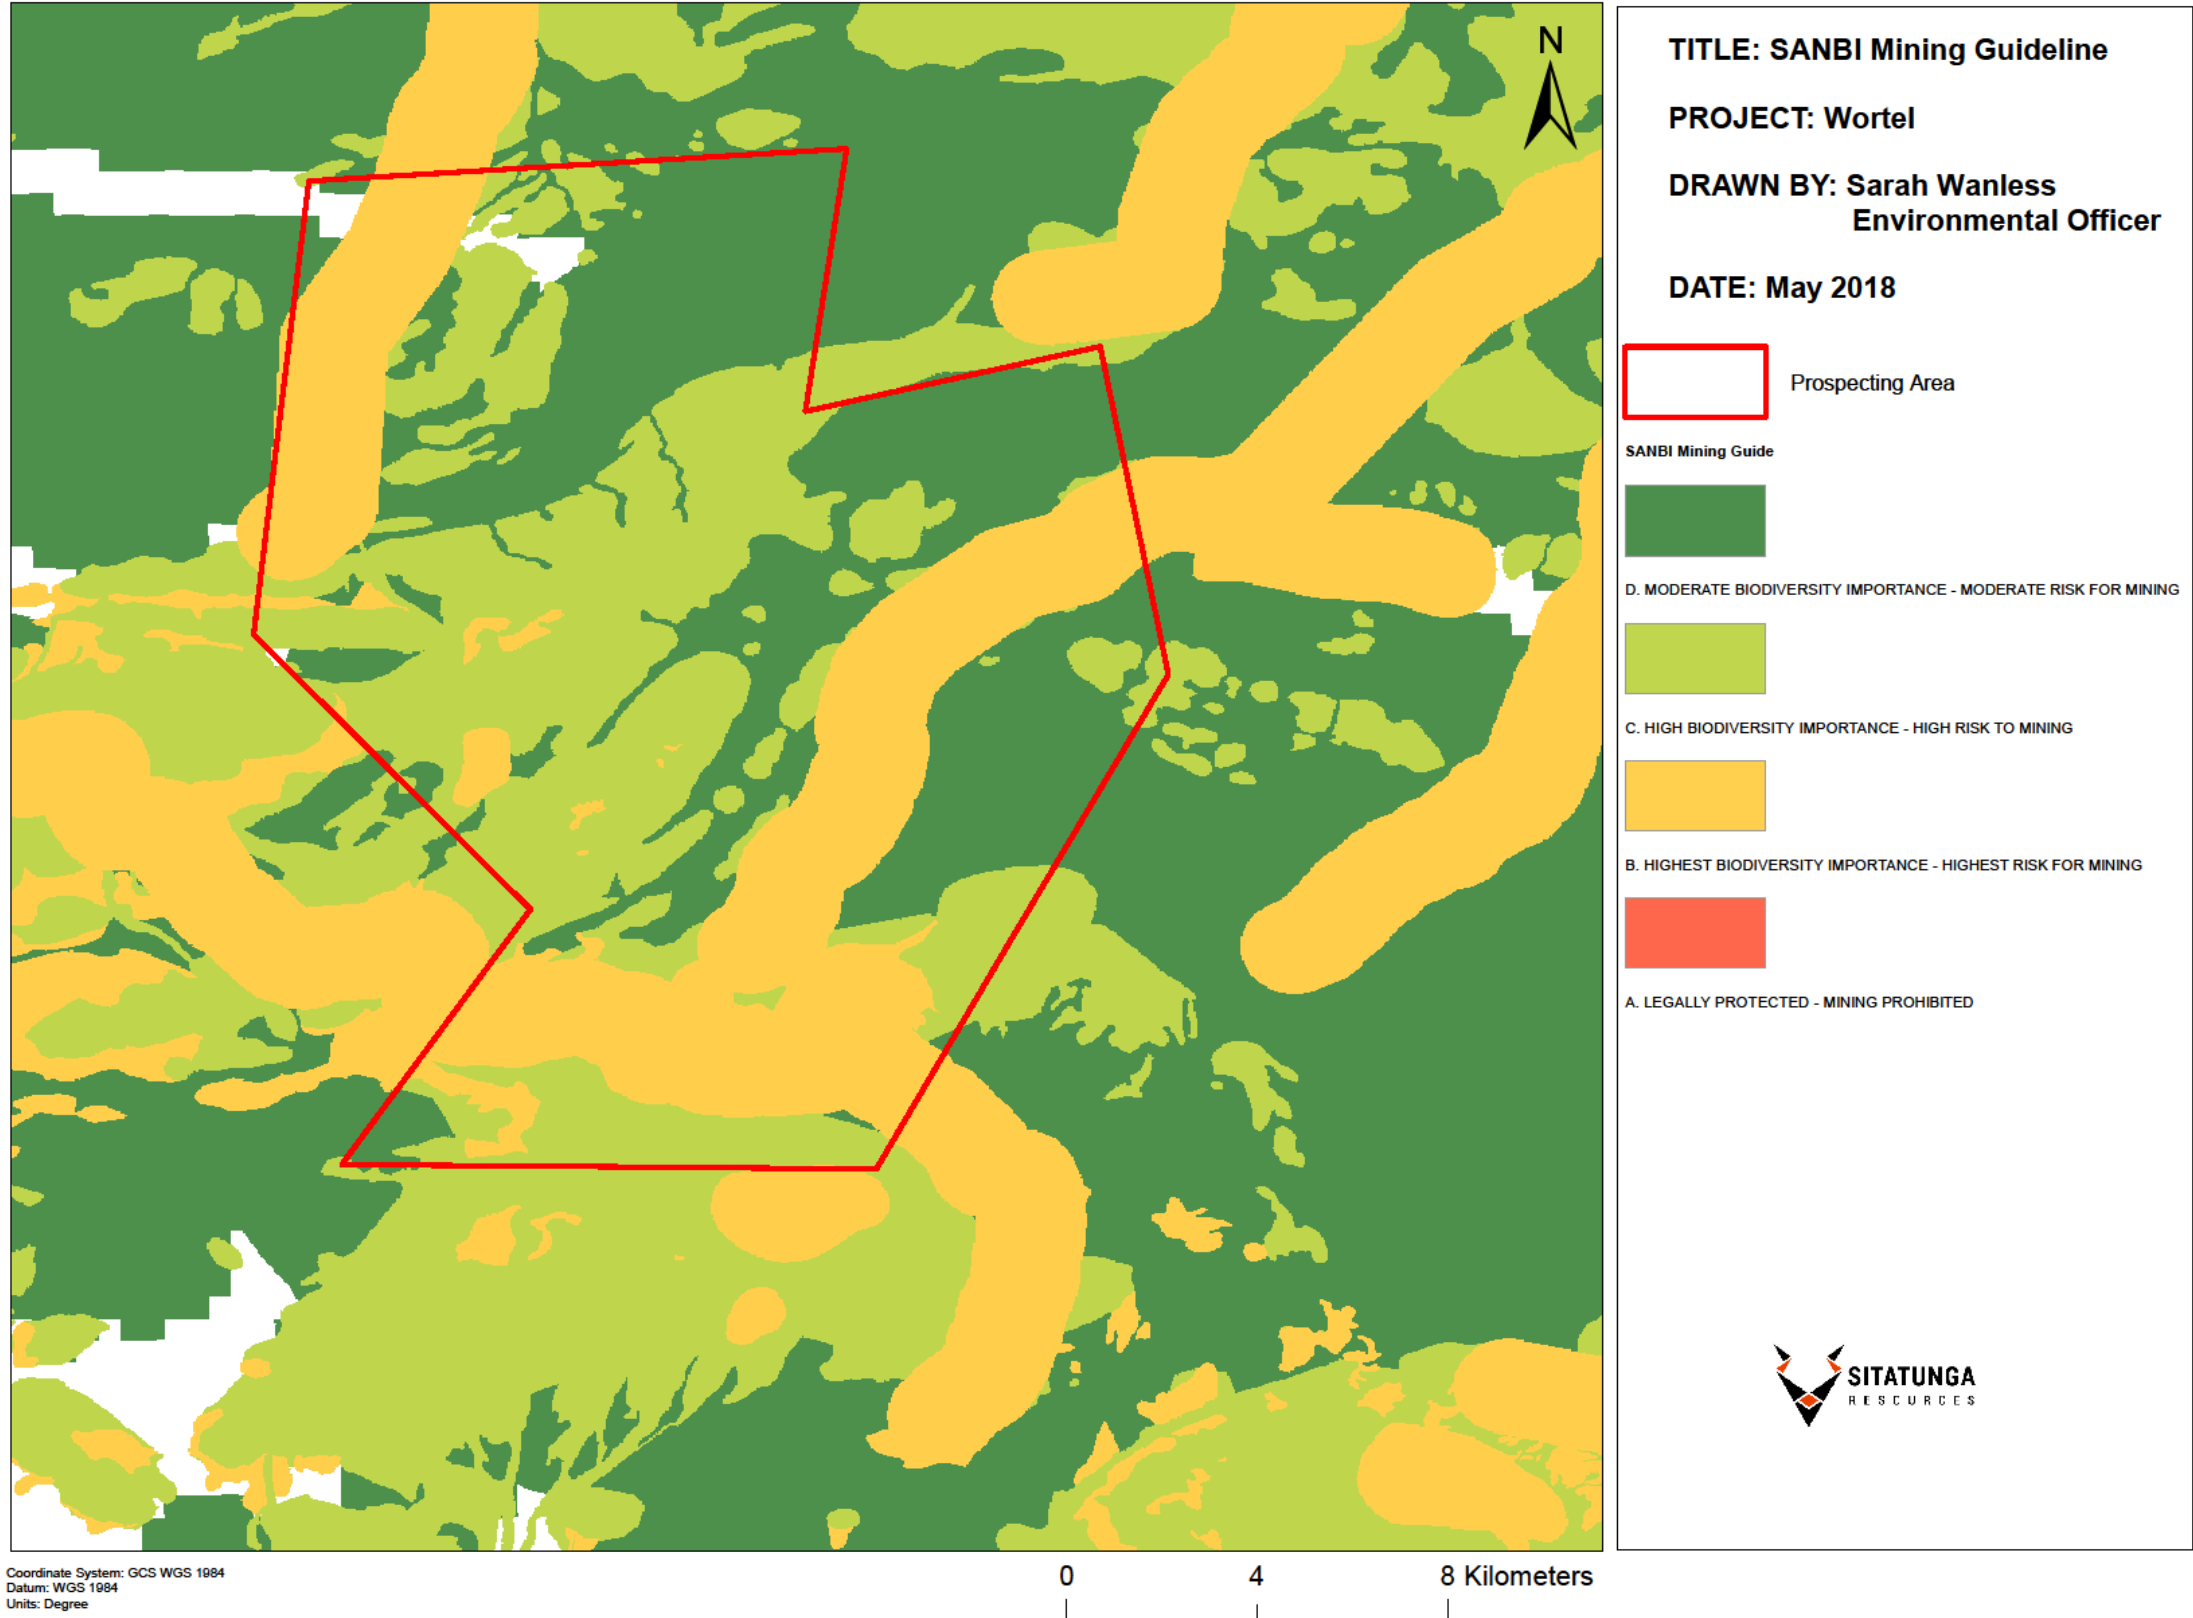 N
TITLE: SANBI Mining Guideline
PROJECT: Wortel
DRAWN BY: Sarah Wanless
Environmental Officer
DATE: May 2018
Prospecting Area
SANBI Mining Guide
D. MODERATE BIODIVERSITY IMPORTANCE - MODERATE RISK FOR MINING
C. HIGH BIODIVERSITY IMPORTANCE - HIGH RISK TO MINING
B. HIGHEST BIODIVERSITY IMPORTANCE - HIGHEST RISK FOR MINING
A. LEGALLY PROTECTED - MINING PROHIBITED
SITATUNGA
RESOURCES
Coordinate System: GCS WGS 1984
Datum: WGS 1984
Units: Degree
0 4 8 Kilometers